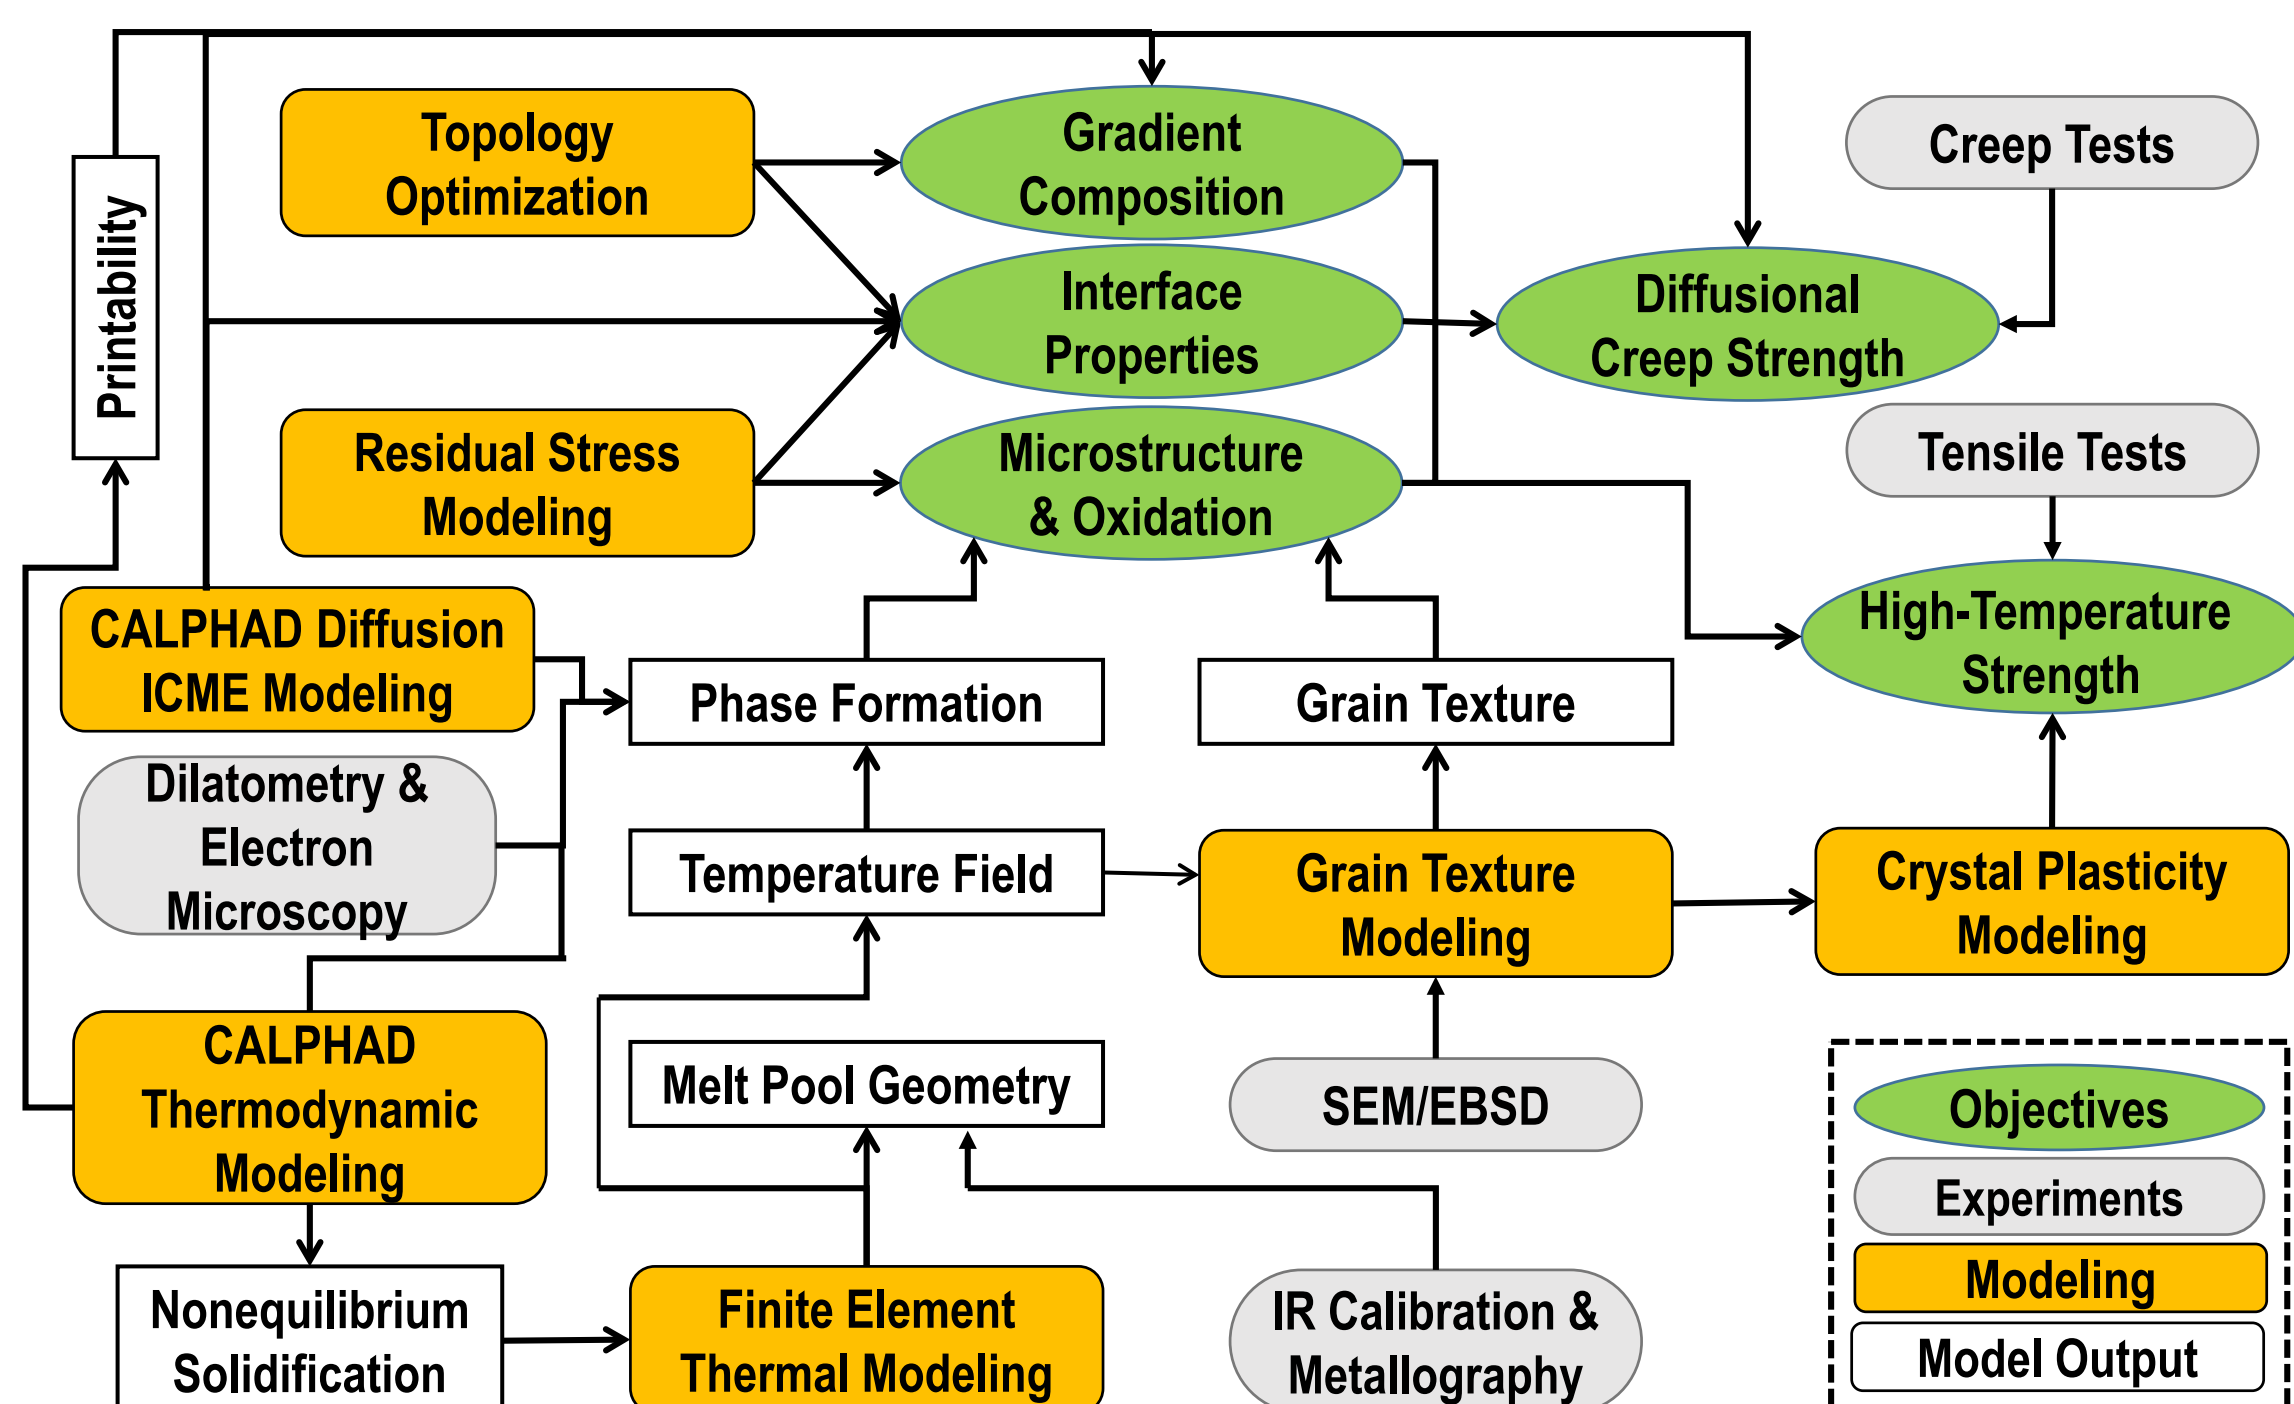 Topology
Optimization
Gradient
Composition
Creep Tests
Printability
Interface
Properties
Diffusional
Creep Strength
Residual Stress
Modeling
Microstructure
& Oxidation
Tensile Tests
CALPHAD Diffusion
ICME Modeling
High-Temperature
Strength
Phase Formation
Grain Texture
Dilatometry &
Electron
Microscopy
Temperature Field
Grain Texture
Modeling
Crystal Plasticity
Modeling
CALPHAD
Thermodynamic
Modeling
Melt Pool Geometry
SEM/EBSD
Nonequilibrium
Solidification
Finite Element
Thermal Modeling
IR Calibration &
Metallography
Objectives
Experiments
Modeling
Model Output